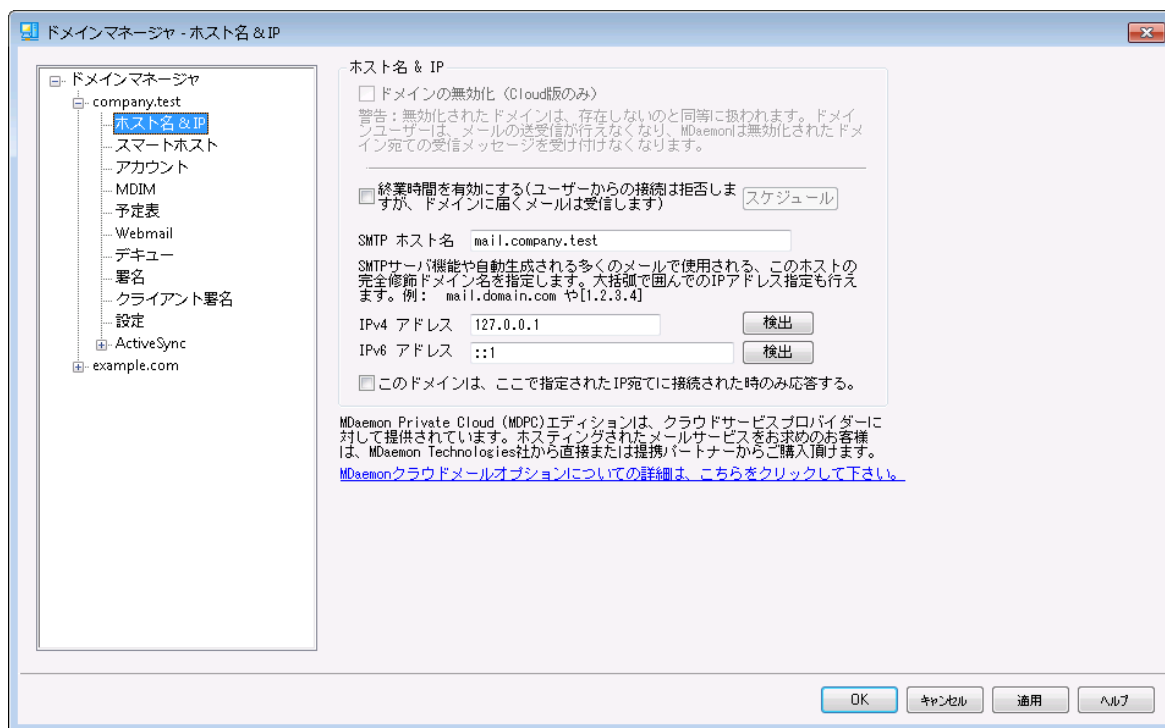 ドメインマネージャ - ホスト名 & IP
ドメインマネージャ
company.test
ホスト名 & IP
スマートホスト
アカウント
MDIM
予定表
Webmail
デキュー
署名
クライアント署名
設定
ActiveSync
example.com
ホスト名 & IP
ドメインの無効化 (Cloud版のみ)
警告:無効化されたドメインは、存在しないのと同等に扱われます。ドメイ
ンユーザーは、メールの送受信が行えなくなり、MDaemonは無効化されたドメ
イン宛ての受信メッセージを受け付けなくなります。
終業時間を有効にする(ユーザーからの接続は拒否しま
すが、ドメインに届くメールは受信します)
スケジュール
SMTP ホスト名 mail.company.test
SMTPサーバ機能や自動生成される多くのメールで使用される、このホストの
完全修飾ドメイン名を指定します。大括弧で囲んでのIPアドレス指定も行え
ます。例: mail.domain.com や[1.2.3.4]
IPv4 アドレス 127.0.0.1 検出
IPv6 アドレス ::1 検出
このドメインは、ここで指定されたIP宛てに接続された時のみ応答する。
MDaemon Private Cloud (MDPC)エディションは、クラウドサービスプロバイダーに
対して提供されています。ホスティングされたメールサービスをお求めのお客様
は、MDaemon Technologies社から直接または提携パートナーからご購入頂けます。
MDaemonクラウドメールオプションについての詳細は、こちらをクリックして下さい。
OK キャンセル 適用 ヘルプ